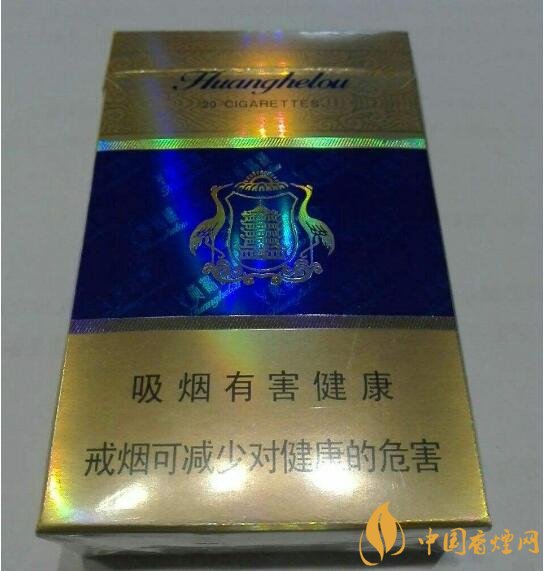 Huanghelou
20 CIGARETTES
吸烟有害健康
戒烟可减少对健康的危害
中国香烟网